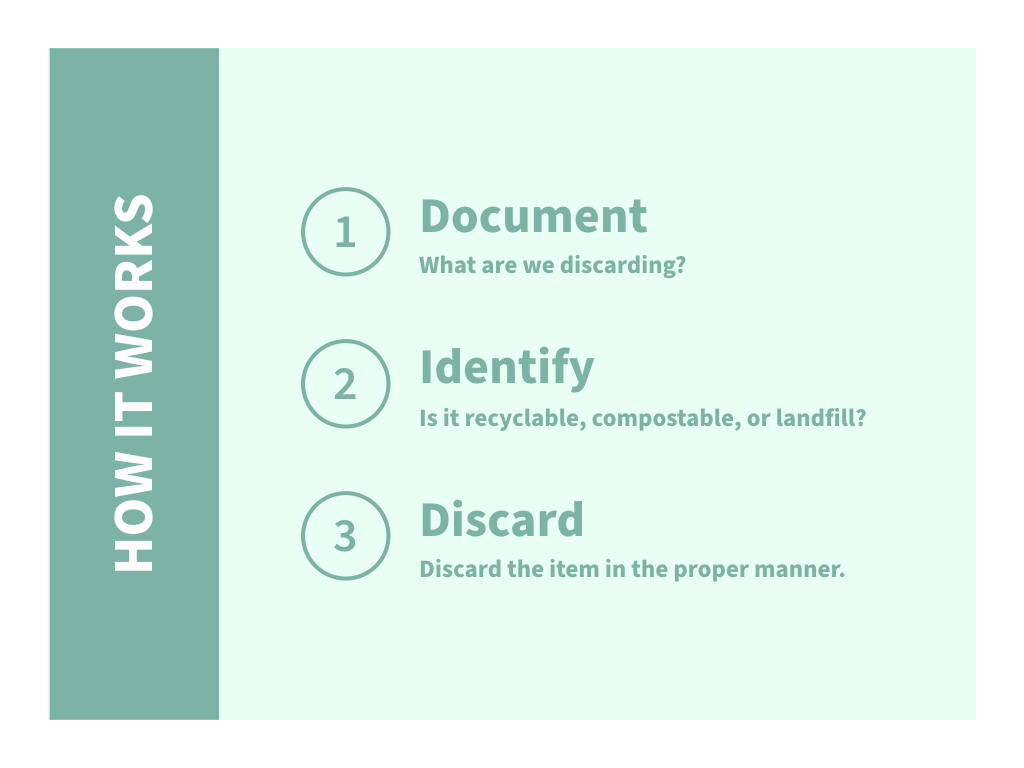 HOW IT WORKS
1
Document
What are we discarding?
2
Identify
Is it recyclable, compostable, or landfill?
3
Discard
Discard the item in the proper manner.